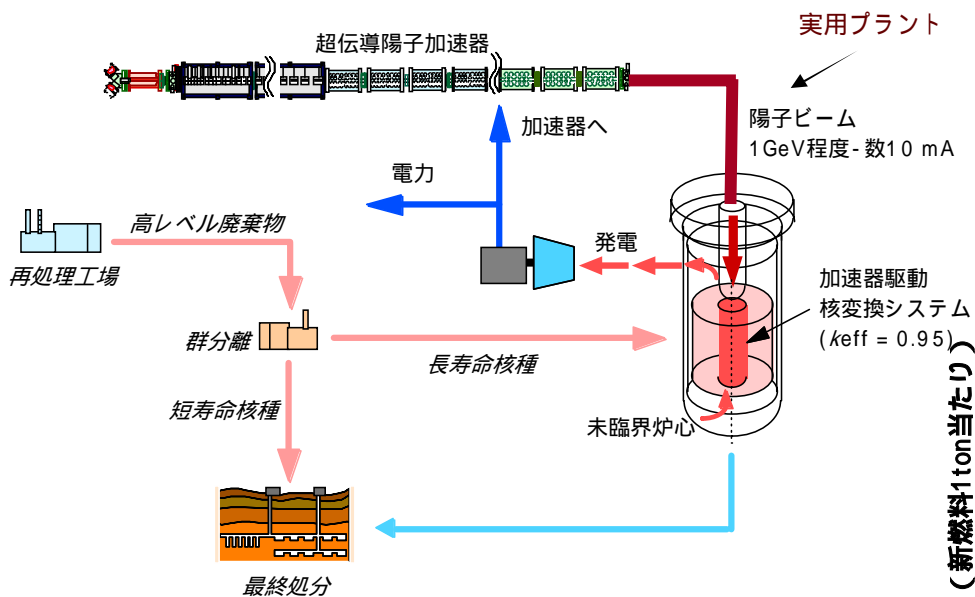 実用プラント
超伝導陽子加速器
陽子ビーム
1GeV程度-数10 mA
加速器へ
電力
高レベル廃棄物
再処理工場
発電
加速器駆動
核変換システム
(keff = 0.95)
群分離
長寿命核種
短寿命核種
未臨界炉心
最終処分
(新燃料1ton当たり)